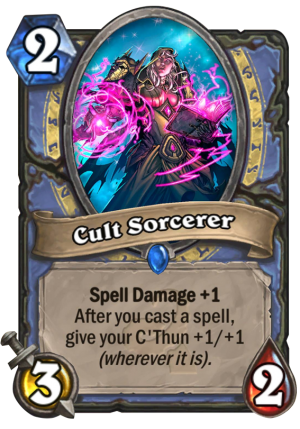 2
Cult Sorcerer
Spell Damage +1
After you cast a spell,
give your C'Thun +1/+1
(wherever it is).
3
2